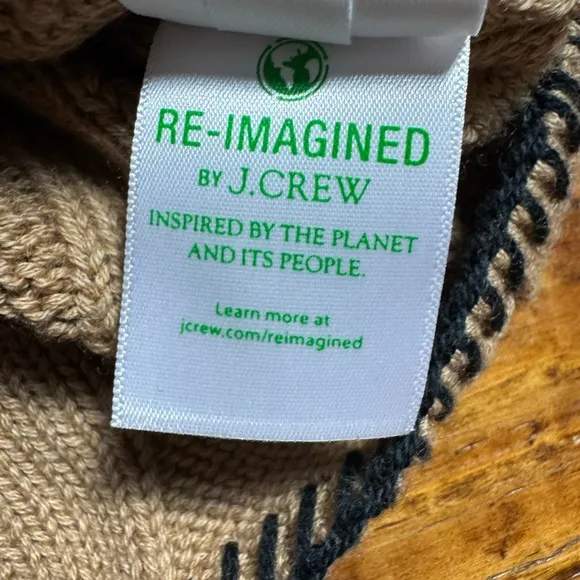 RE-IMAGINED
BY J.CREW
INSPIRED BY THE PLANET
AND ITS PEOPLE.
Learn more at
jcrew.com/reimagined